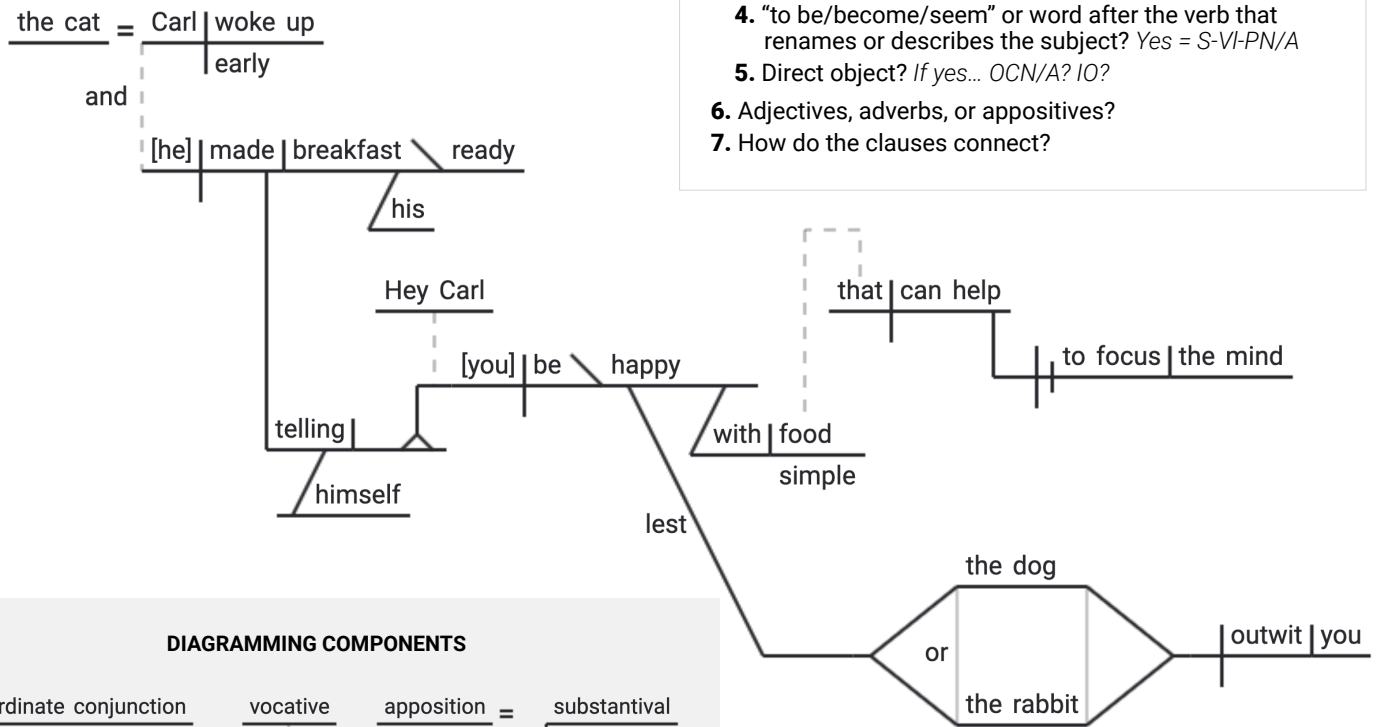 the cat = Carl woke up
early
and
[he] made breakfast ready
his
4. “to be/become/seem” or word after the verb that
renames or describes the subject? Yes = S-Vl-PN/A
5. Direct object? If yes... OCN/A? IO?
6. Adjectives, adverbs, or appositives?
7. How do the clauses connect?
Hey Carl
that can help
[you] be happy
to focus the mind
telling
with food
simple
himself
lest
the dog
or
outwit you
the rabbit
DIAGRAMMING COMPONENTS
rdinate conjunction vocative apposition = substantival